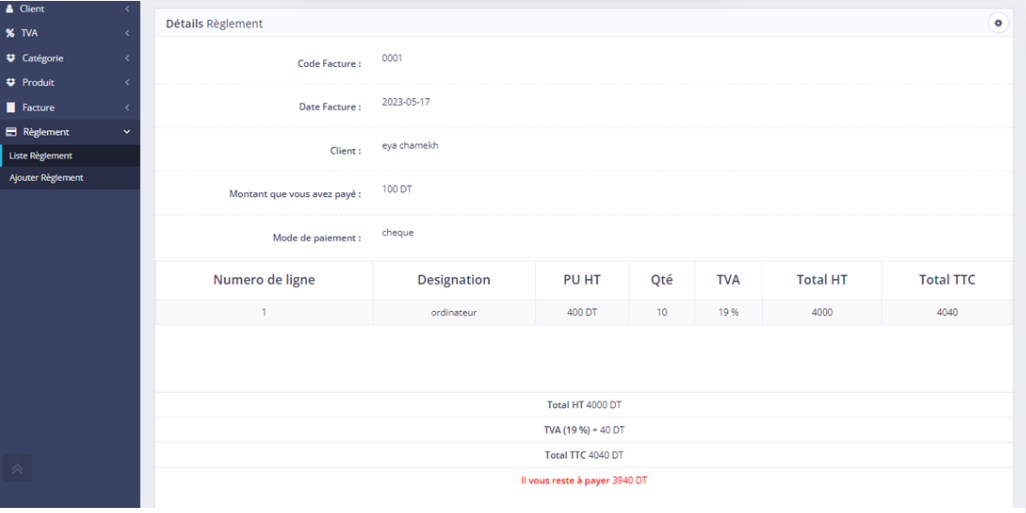 Client
TVA
Catégorie
Produit
Facture
Règlement
Liste Règlement
Ajouter Règlement
Détails Règlement
Code Facture : 0001
Date Facture : 2023-05-17
Client : eya chamekh
Montant que vous avez payé : 100 DT
Mode de paiement : cheque
Numero de ligne Designation PU HT Qté TVA Total HT Total TTC
1 ordinateur 400 DT 10 19 % 4000 4040
Total HT 4000 DT
TVA (19 %) = 40 DT
Total TTC 4040 DT
Il vous reste à payer 3940 DT